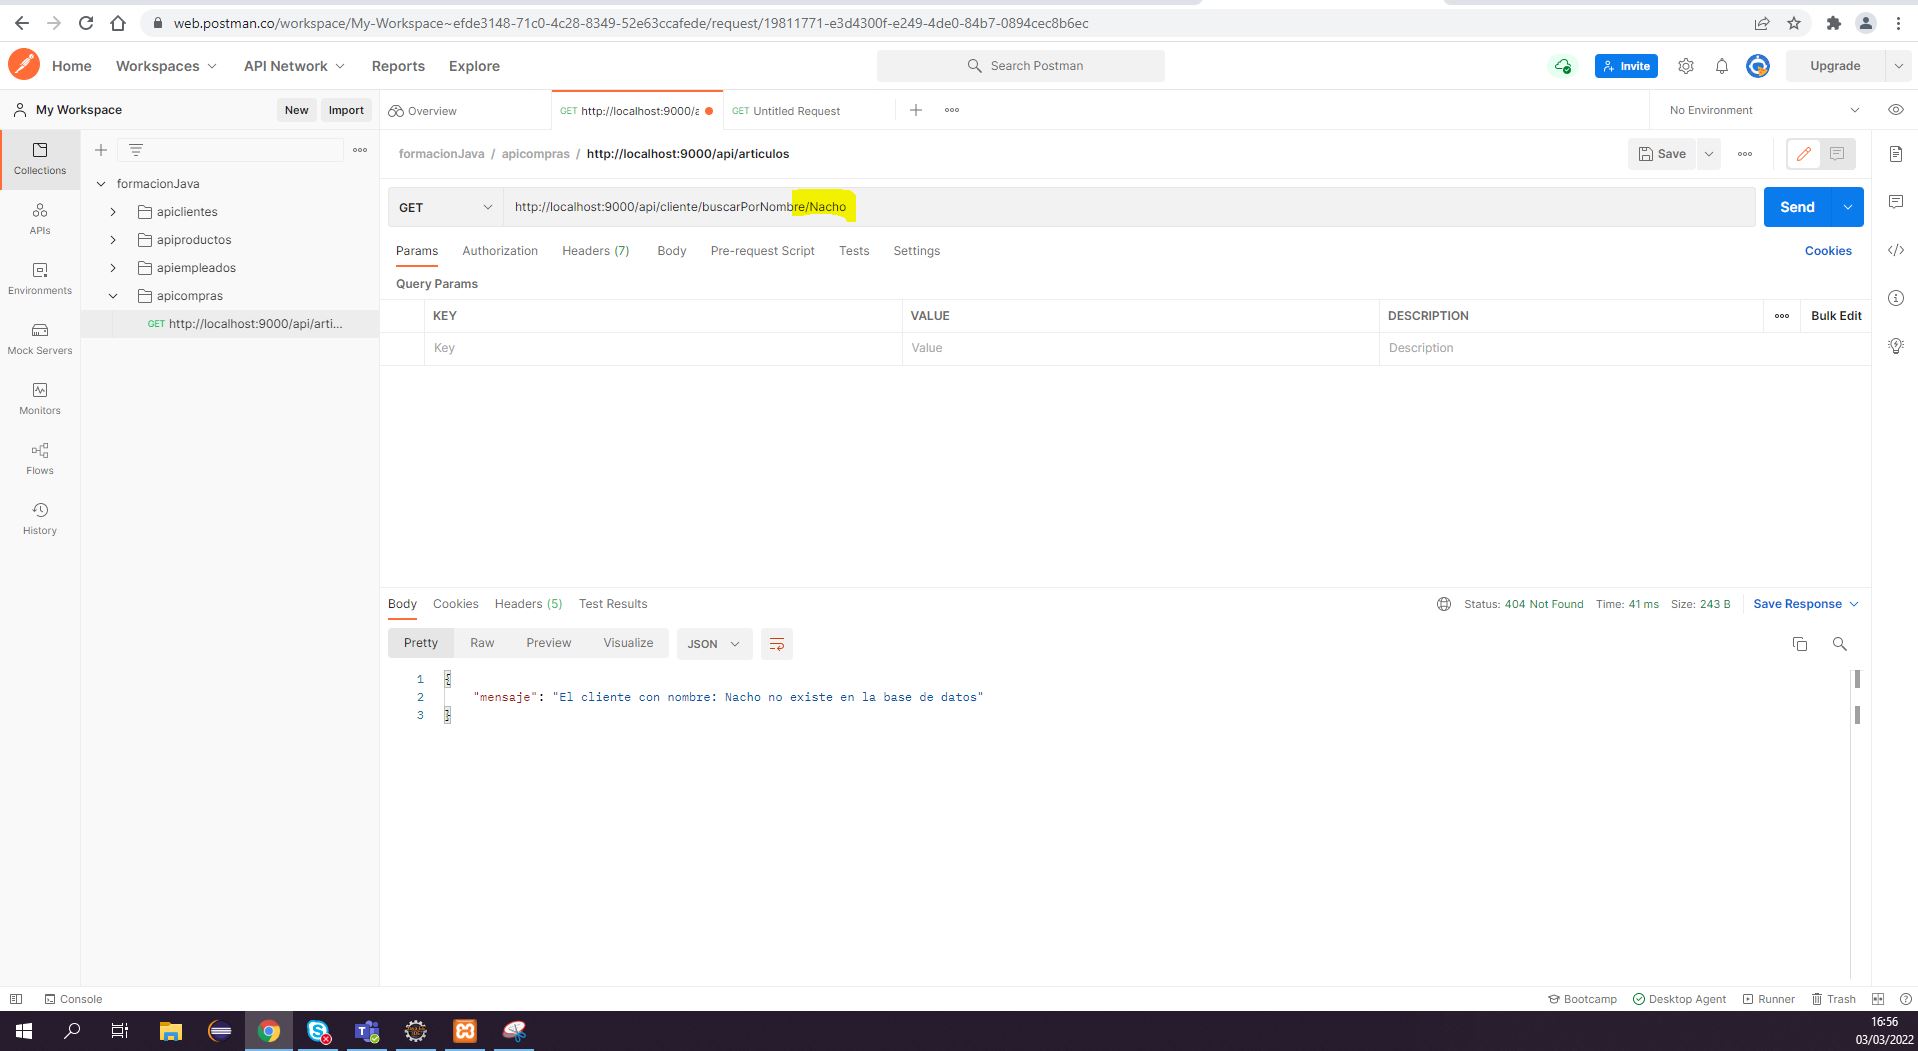 web.postman.co/workspace/My-Workspace~efde3148-71c0-4c28-8349-52e63ccafede/request/19811771-e3d4300f-e249-4de0-84b7-0894cec8b6ec
Home Workspaces API Network Reports Explore Search Postman Invite Upgrade
My Workspace New Import Overview GET http://localhost:9000/a GET Untitled Request No Environment
Collections
APIs
Environments
Mock Servers
Monitors
Flows
History
formacionJava
apiclientes
apiproductos
apiempleados
apicompras
GET http://localhost:9000/api/arti...
formacionJava / apicompras / http://localhost:9000/api/articulos Save
GET http://localhost:9000/api/cliente/buscarPorNombre/Nacho Send
Params Authorization Headers (7) Body Pre-request Script Tests Settings Cookies
Query Params
KEY VALUE DESCRIPTION Bulk Edit
Key Value Description
Body Cookies Headers (5) Test Results Status: 404 Not Found Time: 41 ms Size: 243 B Save Response
Pretty Raw Preview Visualize JSON
1 {
2 "mensaje": "El cliente con nombre: Nacho no existe en la base de datos"
3 }
Console Bootcamp Desktop Agent Runner Trash
16:56
03/03/2022